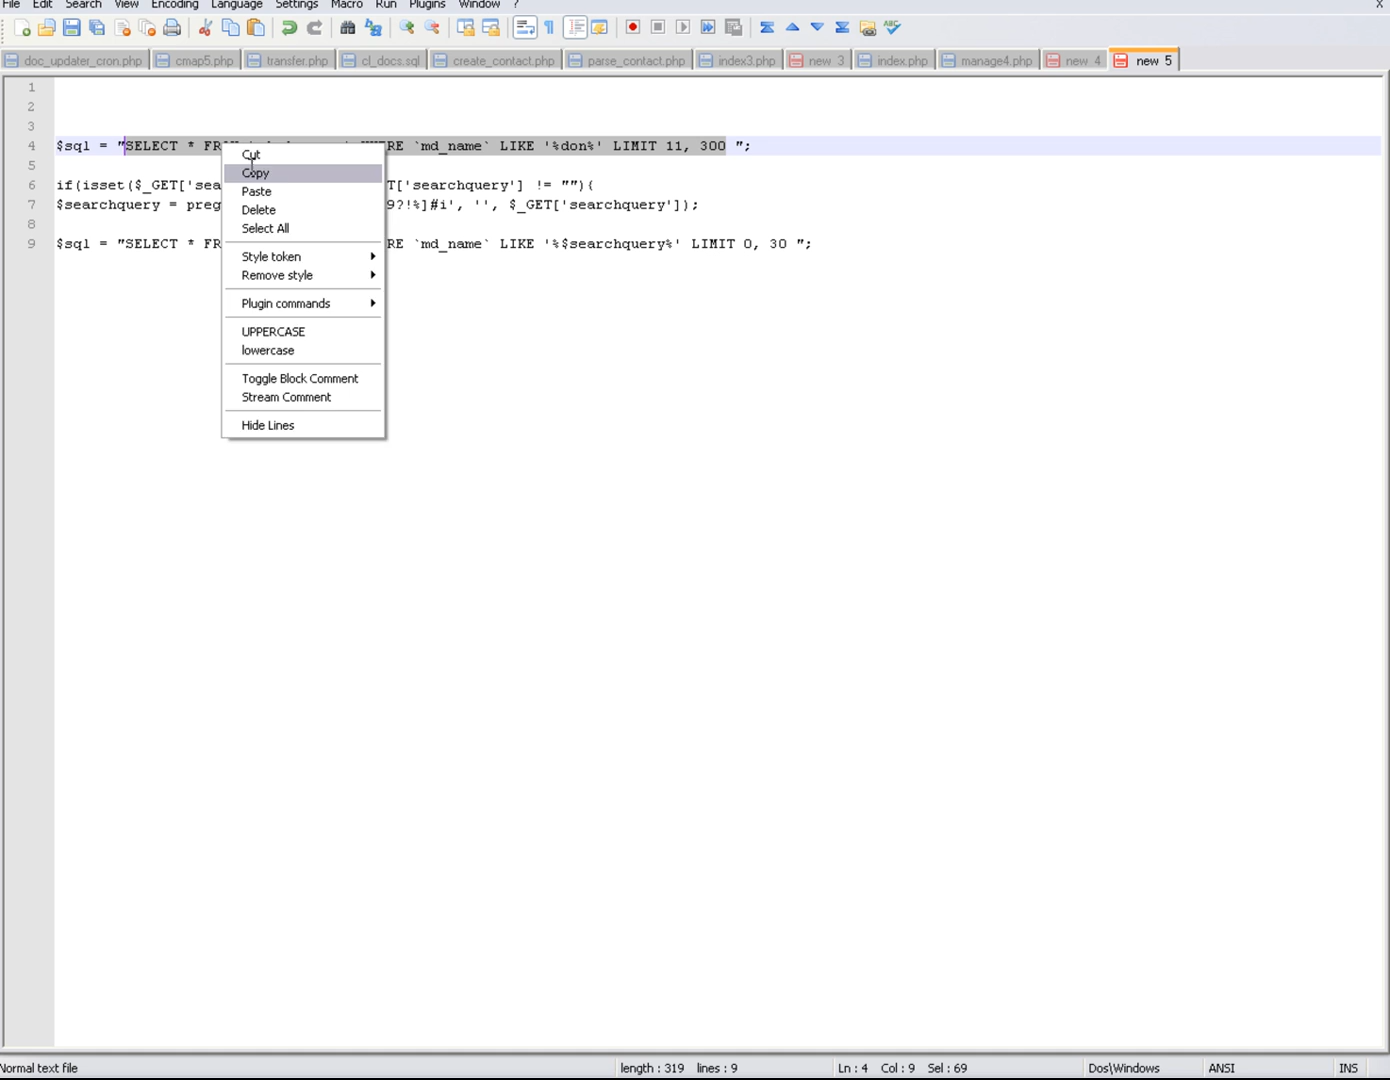 File Edit Search View Encoding Language Settings Macro Run Plugins Window ?
X
doc_updater_cron.php cmap5.php transfer.php cl_docs.sql create_contact.php parse_contact.php index3.php new 3 index.php manage4.php new 4 new 5
1
2
3
4 $sql = "SELECT * FR RE `md_name` LIKE '%don%' LIMIT 11, 300 ";
5
6 if(isset($_GET['sea T['searchquery'] != ""){
7 $searchquery = preg 9?!%]#i', '', $_GET['searchquery']);
8
9 $sql = "SELECT * FR RE `md_name` LIKE '%$searchquery%' LIMIT 0, 30 ";
Cut
Copy
Paste
Delete
Select All
Style token
Remove style
Plugin commands
UPPERCASE
lowercase
Toggle Block Comment
Stream Comment
Hide Lines
Normal text file length : 319 lines : 9 Ln : 4 Col : 9 Sel : 69 Dos\Windows ANSI INS